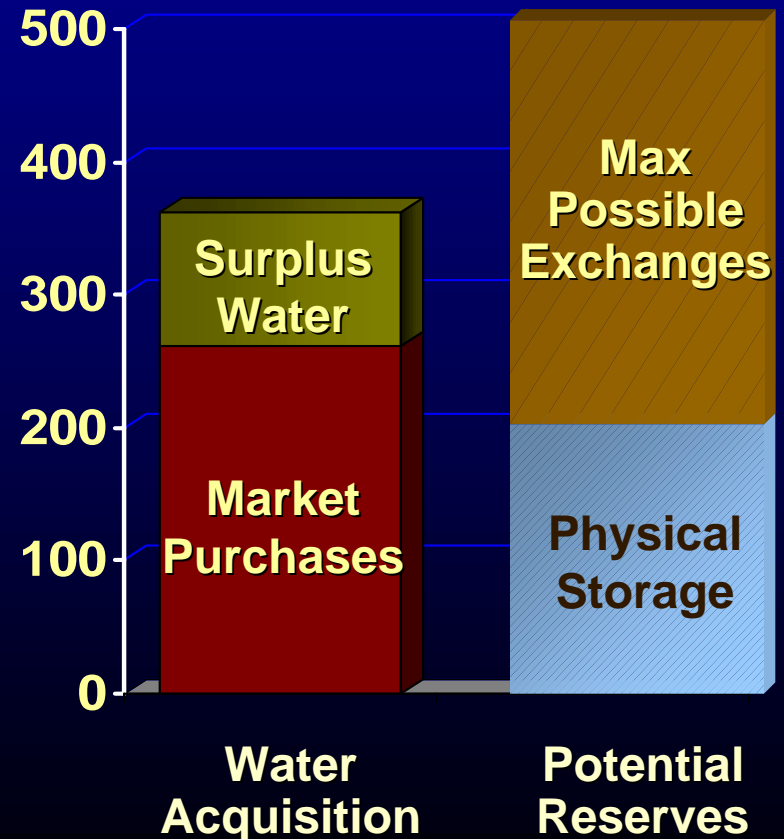 500
400
300
200
100
0
Surplus
Water
Market
Purchases
Max
Possible
Exchanges
Physical
Storage
Water
Acquisition
Potential
Reserves